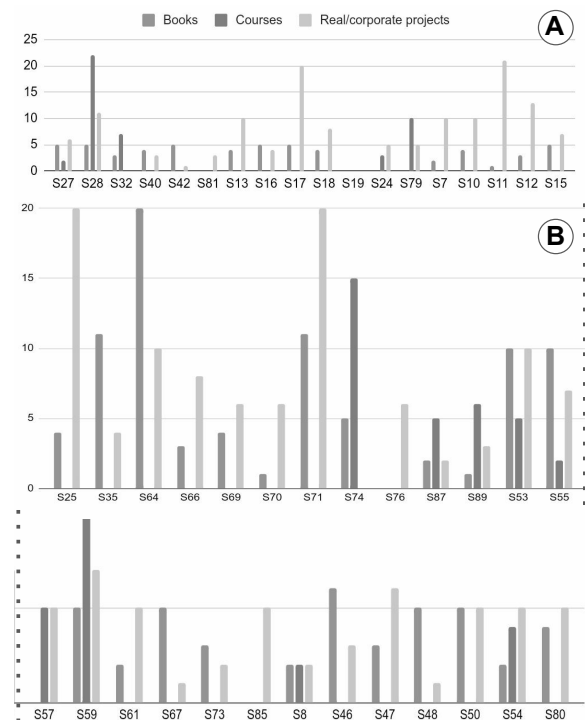 Books Courses Real/corporate projects
A
25
20
15
10
5
0
S27 S28 S32 S40 S42 S81 S13 S16 S17 S18 S19 S24 S79 S7 S10 S11 S12 S15
B
20
15
10
5
0
S25 S35 S64 S66 S69 S70 S71 S74 S76 S87 S89 S53 S55
S57 S59 S61 S67 S73 S85 S8 S46 S47 S48 S50 S54 S80